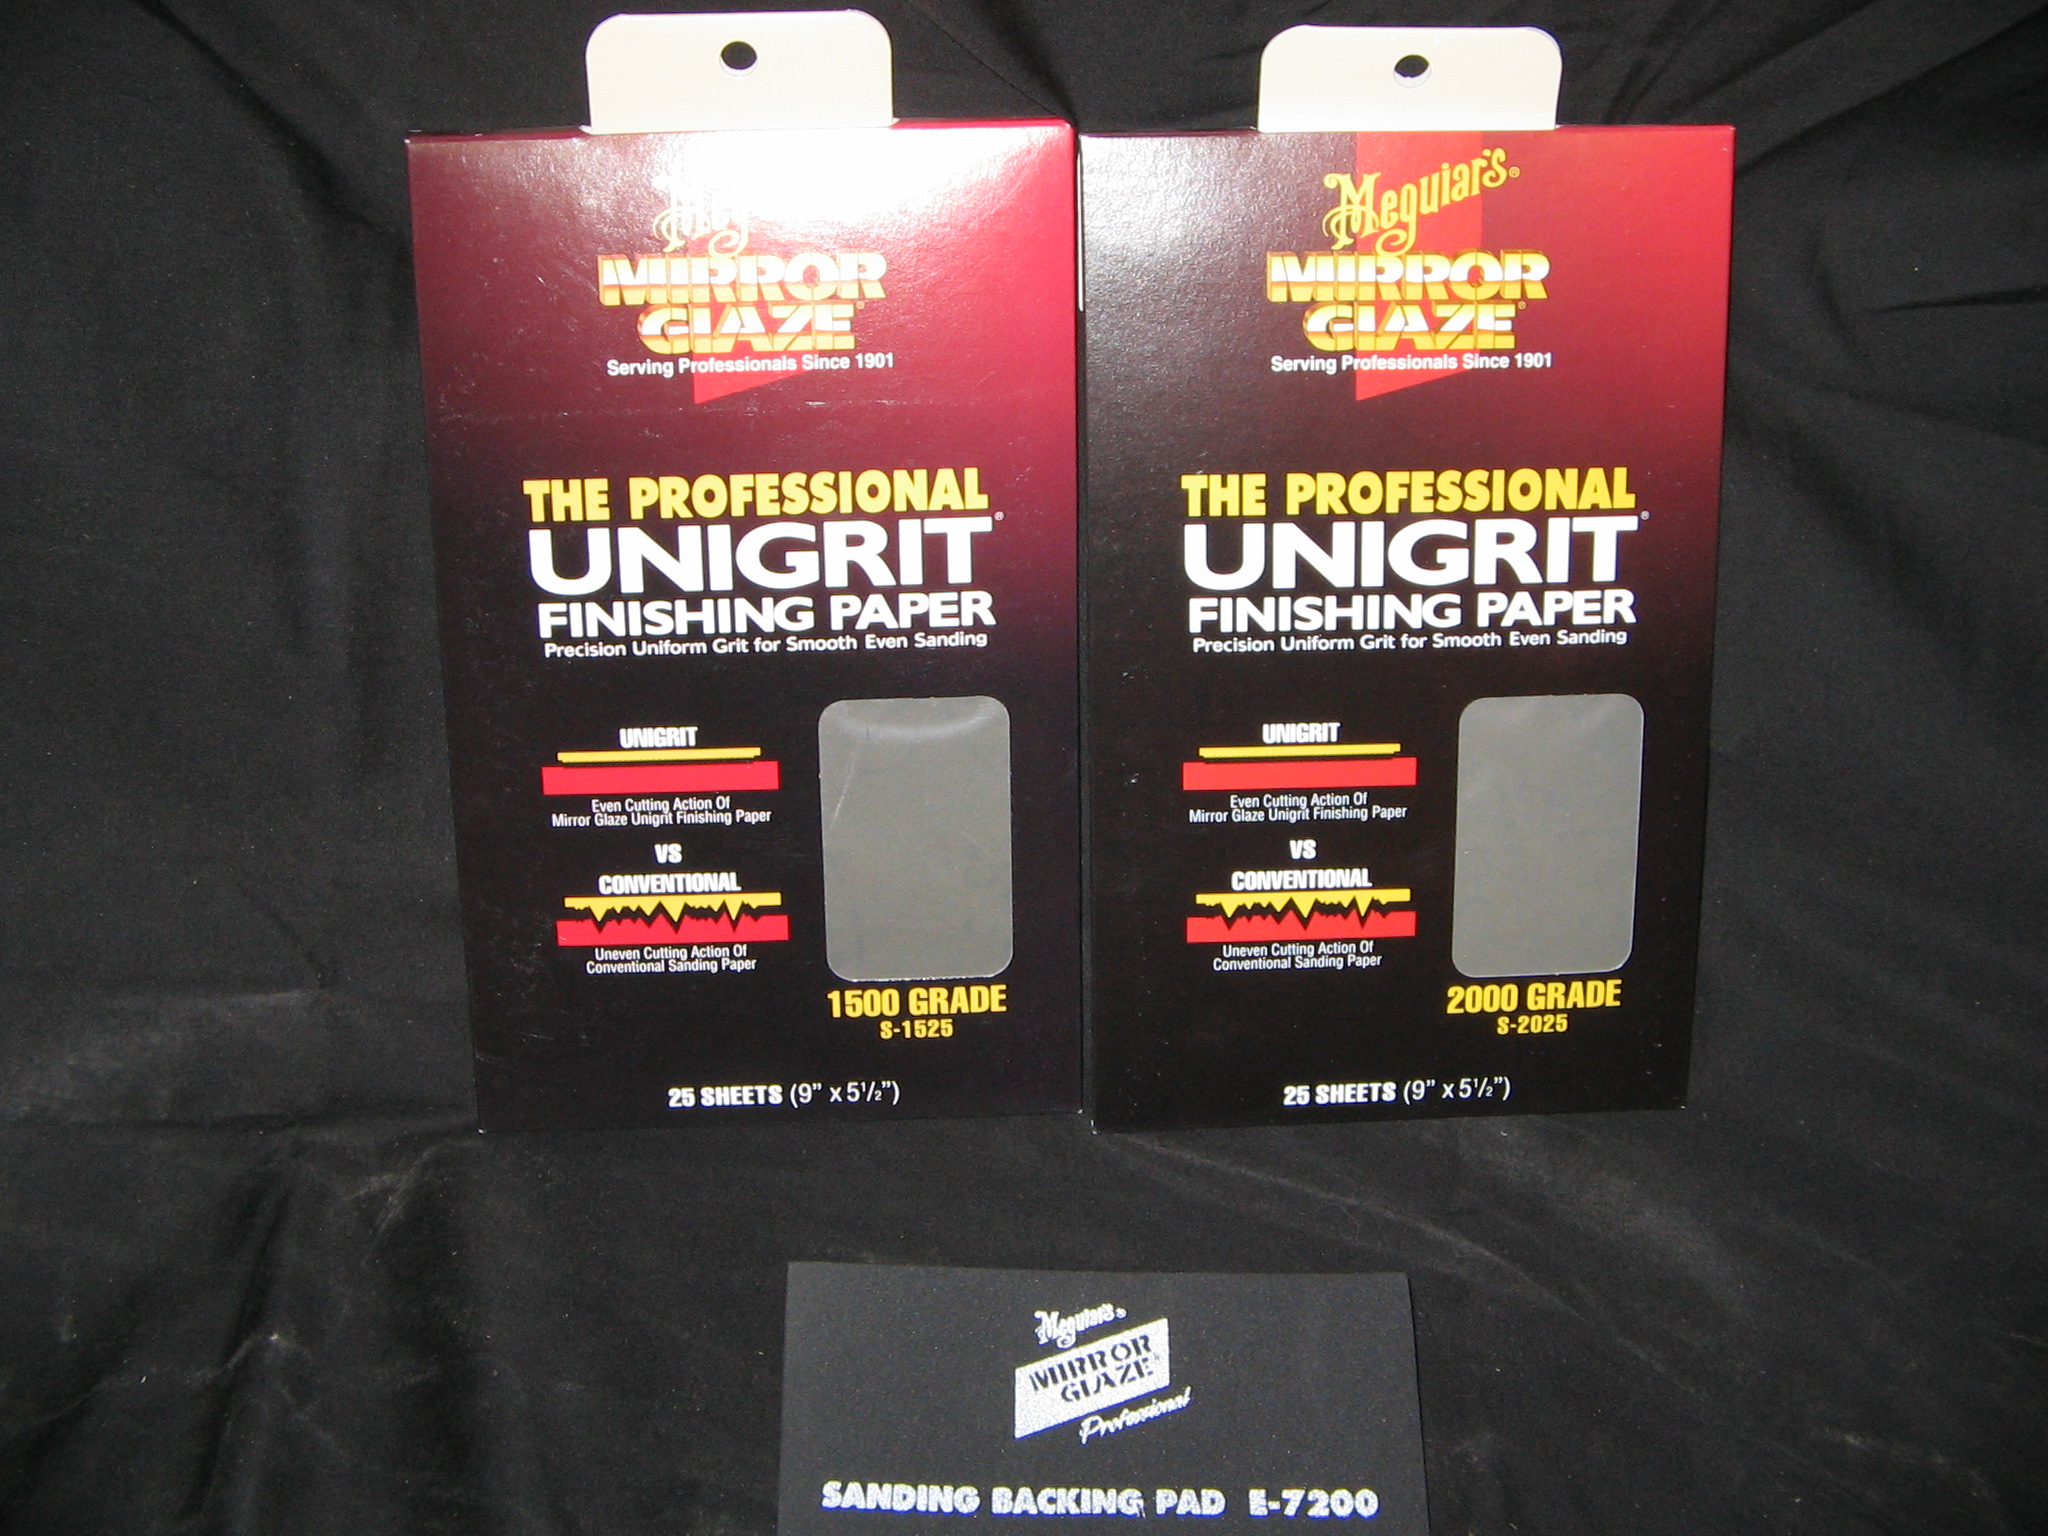 MIRROR
GLAZE®
Serving Professionals Since 1901
THE PROFESSIONAL
UNIGRIT®
FINISHING PAPER
Precision Uniform Grit for Smooth Even Sanding
UNIGRIT
Even Cutting Action Of
Mirror Glaze Unigrit Finishing Paper
VS
CONVENTIONAL
Uneven Cutting Action Of
Conventional Sanding Paper
1500 GRADE
S-1525
25 SHEETS (9" x 5½")
Meguiar's®
MIRROR
GLAZE®
Serving Professionals Since 1901
THE PROFESSIONAL
UNIGRIT®
FINISHING PAPER
Precision Uniform Grit for Smooth Even Sanding
UNIGRIT
Even Cutting Action Of
Mirror Glaze Unigrit Finishing Paper
VS
CONVENTIONAL
Uneven Cutting Action Of
Conventional Sanding Paper
2000 GRADE
S-2025
25 SHEETS (9" x 5½")
Meguiar's
MIRROR
GLAZE
Professional
SANDING BACKING PAD E-7200